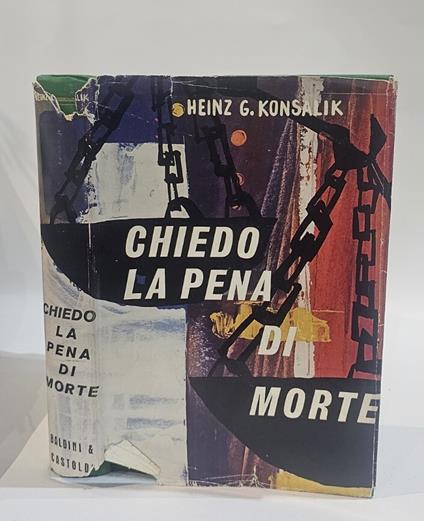 HEINZ G. KONSALIK
CHIEDO
LA PENA
DI
MORTE
CHIEDO
LA
PENA
DI
MORTE
BALDINI &
CASTOLDI